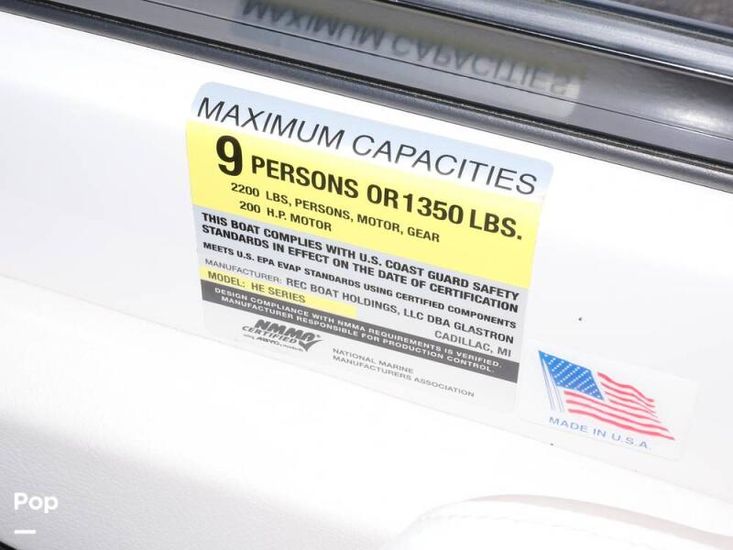 MAXIMUM CAPACITIES
MAXIMUM CAPACITIES
9 PERSONS OR 1350 LBS.
2200 LBS, PERSONS, MOTOR, GEAR
200 H.P. MOTOR
THIS BOAT COMPLIES WITH U.S. COAST GUARD SAFETY
STANDARDS IN EFFECT ON THE DATE OF CERTIFICATION
MEETS U.S. EPA EVAP STANDARDS USING CERTIFIED COMPONENTS
MANUFACTURER: REC BOAT HOLDINGS, LLC DBA GLASTRON
CADILLAC, MI
MODEL: HE SERIES
DESIGN COMPLIANCE WITH NMMA REQUIREMENTS IS VERIFIED.
MANUFACTURER RESPONSIBLE FOR PRODUCTION CONTROL.
NMMA
CERTIFIED
NATIONAL MARINE
MANUFACTURERS ASSOCIATION
MADE IN U.S.A.
Pop